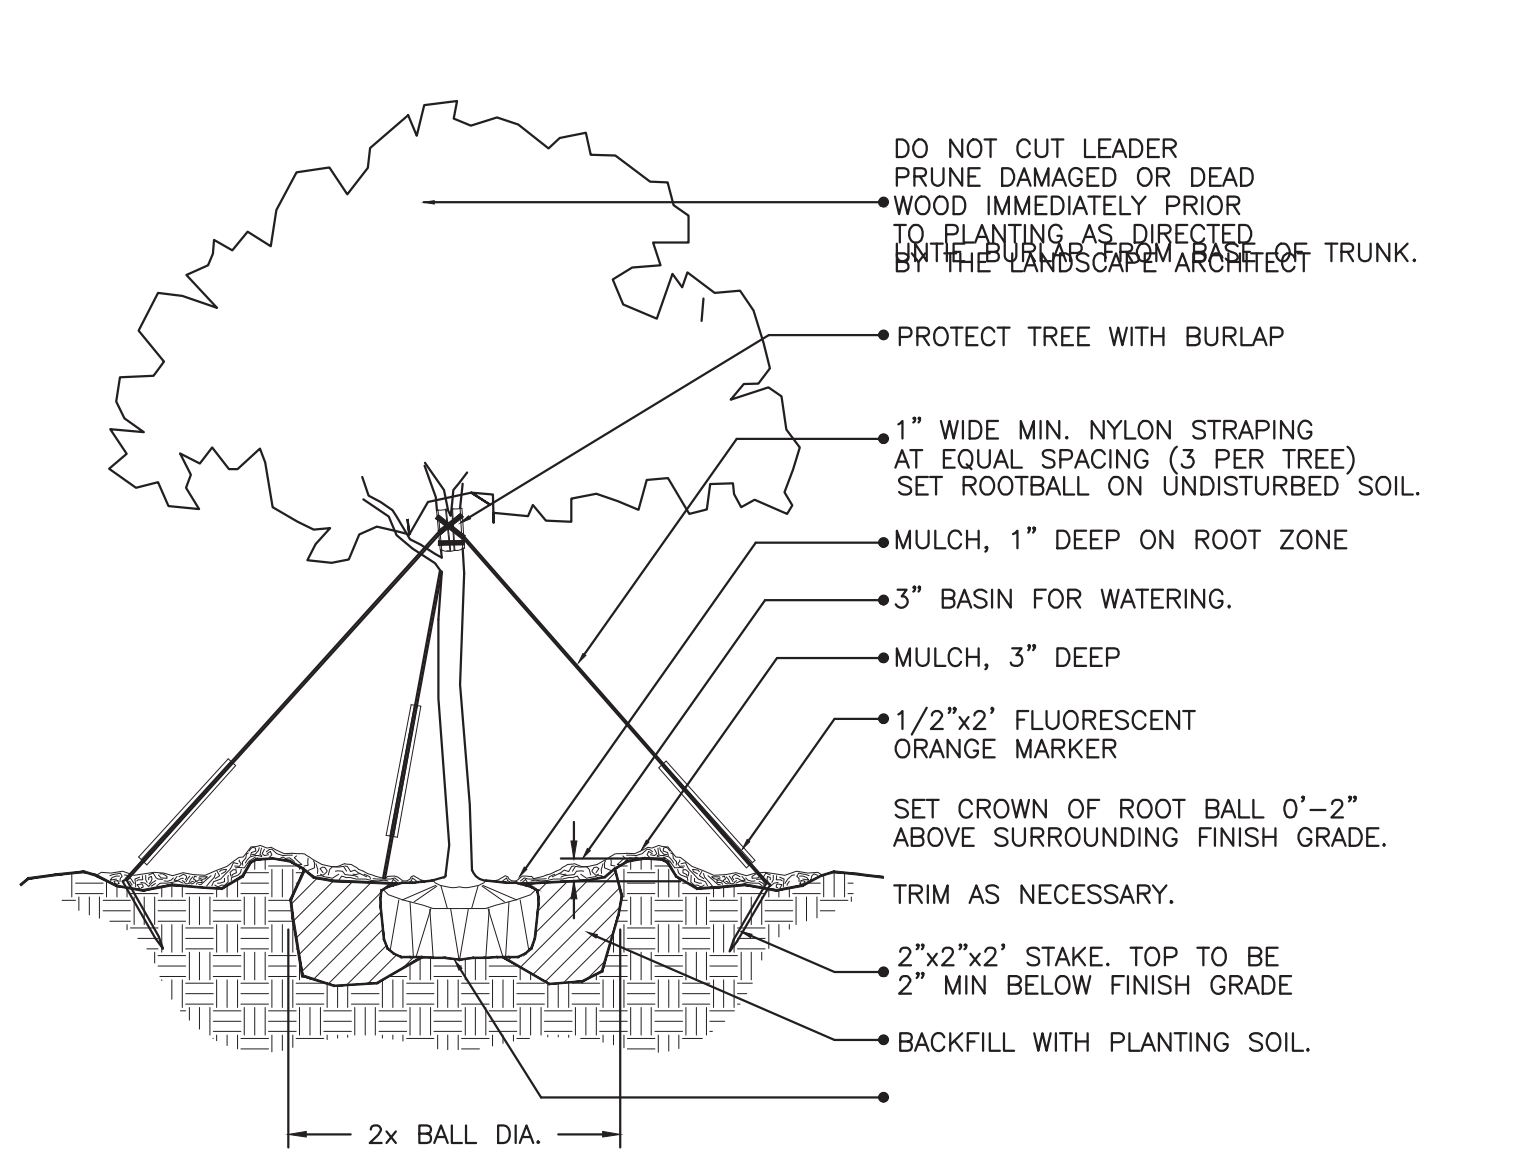 DO NOT CUT LEADER
PRUNE DAMAGED OR DEAD
WOOD IMMEDIATELY PRIOR
TO PLANTING AS DIRECTED
UNTIE BURLAP FROM BASE OF TRUNK.
BY THE LANDSCAPE ARCHITECT
PROTECT TREE WITH BURLAP
1” WIDE MIN. NYLON STRAPING
AT EQUAL SPACING (3 PER TREE)
SET ROOTBALL ON UNDISTURBED SOIL.
MULCH, 1” DEEP ON ROOT ZONE
3” BASIN FOR WATERING.
MULCH, 3” DEEP
1/2”x2’ FLUORESCENT
ORANGE MARKER
SET CROWN OF ROOT BALL 0’–2”
ABOVE SURROUNDING FINISH GRADE.
TRIM AS NECESSARY.
2”x2”x2’ STAKE. TOP TO BE
2” MIN BELOW FINISH GRADE
BACKFILL WITH PLANTING SOIL.
2x BALL DIA.